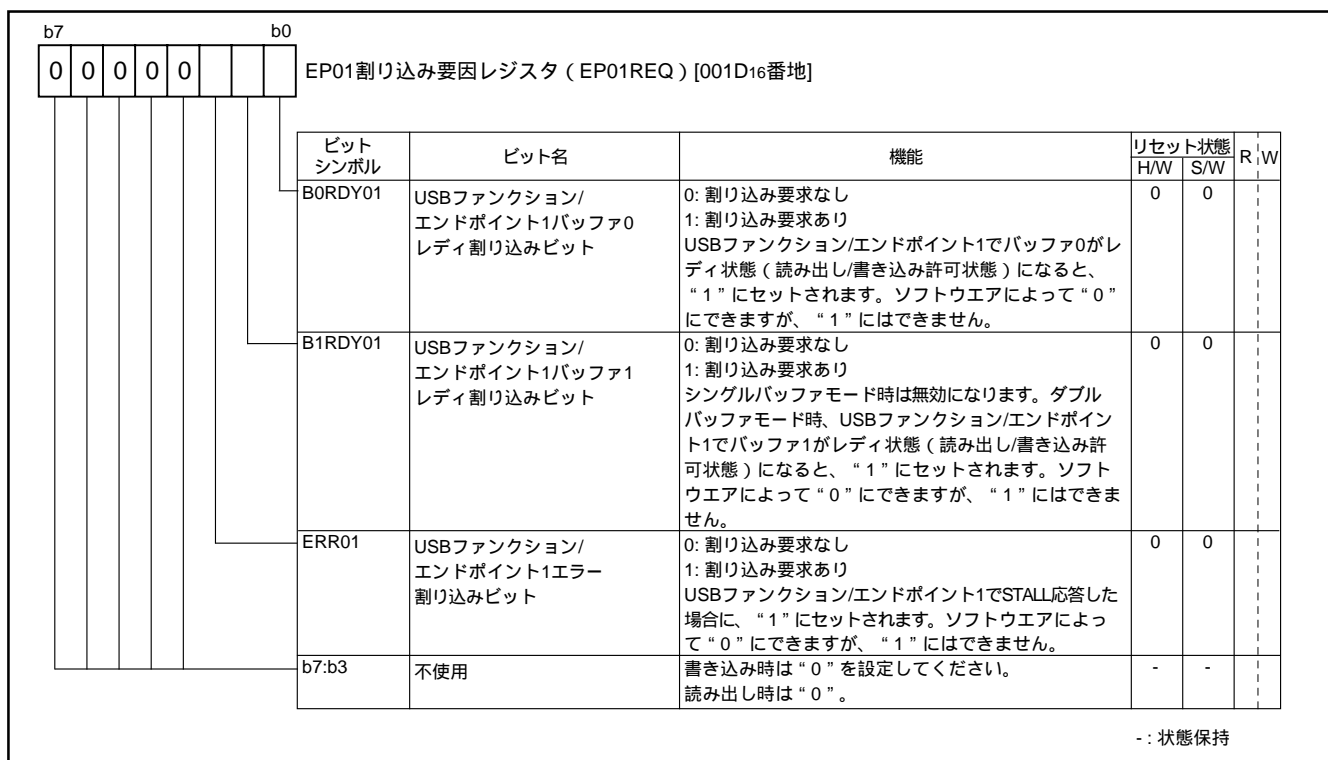 b7 b0
0 0 0 0 0
EP01割り込み要因レジスタ（EP01REQ）[001D16番地]
ビット
シンボル
ビット名
機能
リセット状態
H/W S/W
R W
B0RDY01
USBファンクション/
エンドポイント1バッファ0
レディ割り込みビット
0: 割り込み要求なし
1: 割り込み要求あり
USBファンクション/エンドポイント1でバッファ0がレ
ディ状態（読み出し/書き込み許可状態）になると、
“1”にセットされます。ソフトウエアによって“0”
にできますが、“1”にはできません。
0 0
B1RDY01
USBファンクション/
エンドポイント1バッファ1
レディ割り込みビット
0: 割り込み要求なし
1: 割り込み要求あり
シングルバッファモード時は無効になります。ダブル
バッファモード時、USBファンクション/エンドポイン
ト1でバッファ1がレディ状態（読み出し/書き込み許
可状態）になると、“1”にセットされます。ソフト
ウエアによって“0”にできますが、“1”にはできま
せん。
0 0
ERR01
USBファンクション/
エンドポイント1エラー
割り込みビット
0: 割り込み要求なし
1: 割り込み要求あり
USBファンクション/エンドポイント1でSTALL応答した
場合に、“1”にセットされます。ソフトウエアによっ
て“0”にできますが、“1”にはできません。
0 0
b7:b3
不使用
書き込み時は“0”を設定してください。
読み出し時は“0”。
- -
- : 状態保持